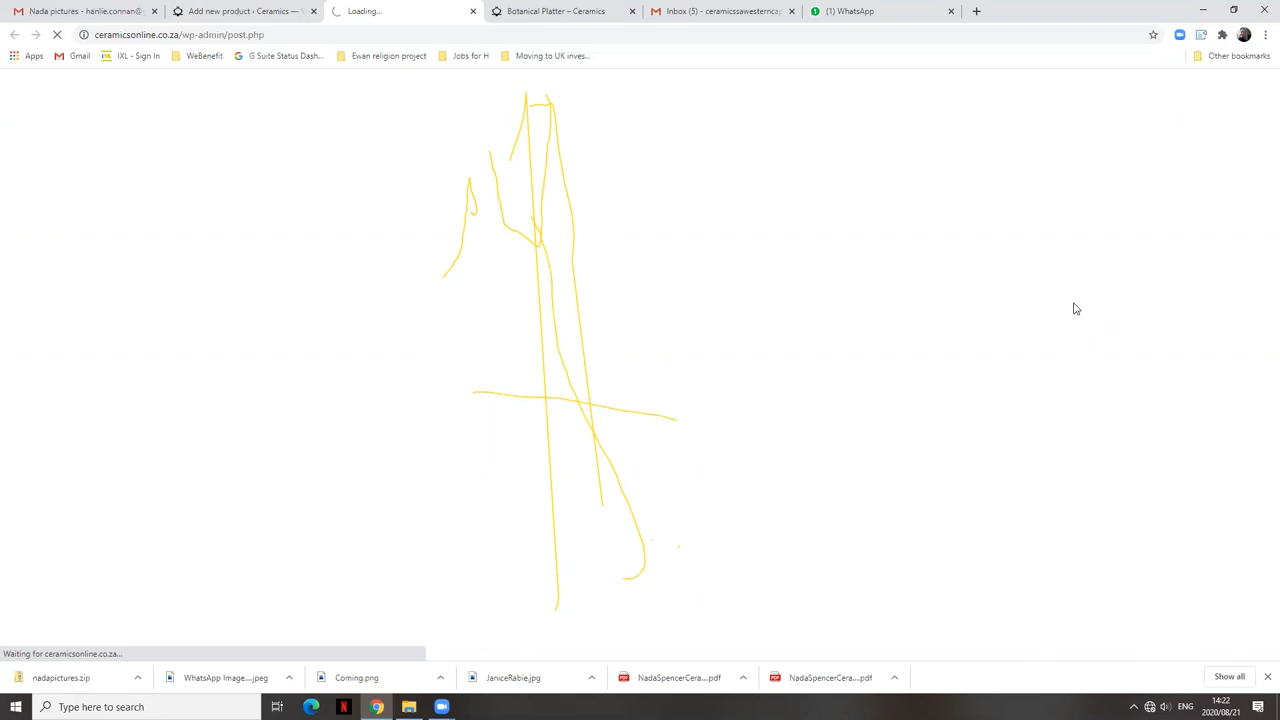 Nada pictures - hanlie.connan@g
Add new product ‹ Ceramics — W
Loading...
Botanical Platter – Ceramics
Inbox (5) - ceramicssawesternca
(1) WhatsApp
ceramicsonline.co.za/wp-admin/post.php
Apps
Gmail
IXL - Sign In
WeBenefit
G Suite Status Dash...
Ewan religion project
Jobs for H
Moving to UK inves...
Other bookmarks
Waiting for ceramicsonline.co.za...
nadapictures.zip
WhatsApp Image....jpeg
Coming.png
JaniceRabie.jpg
NadaSpencerCera....pdf
NadaSpencerCera....pdf
Show all
Type here to search
ENG
14:22
2020/08/21